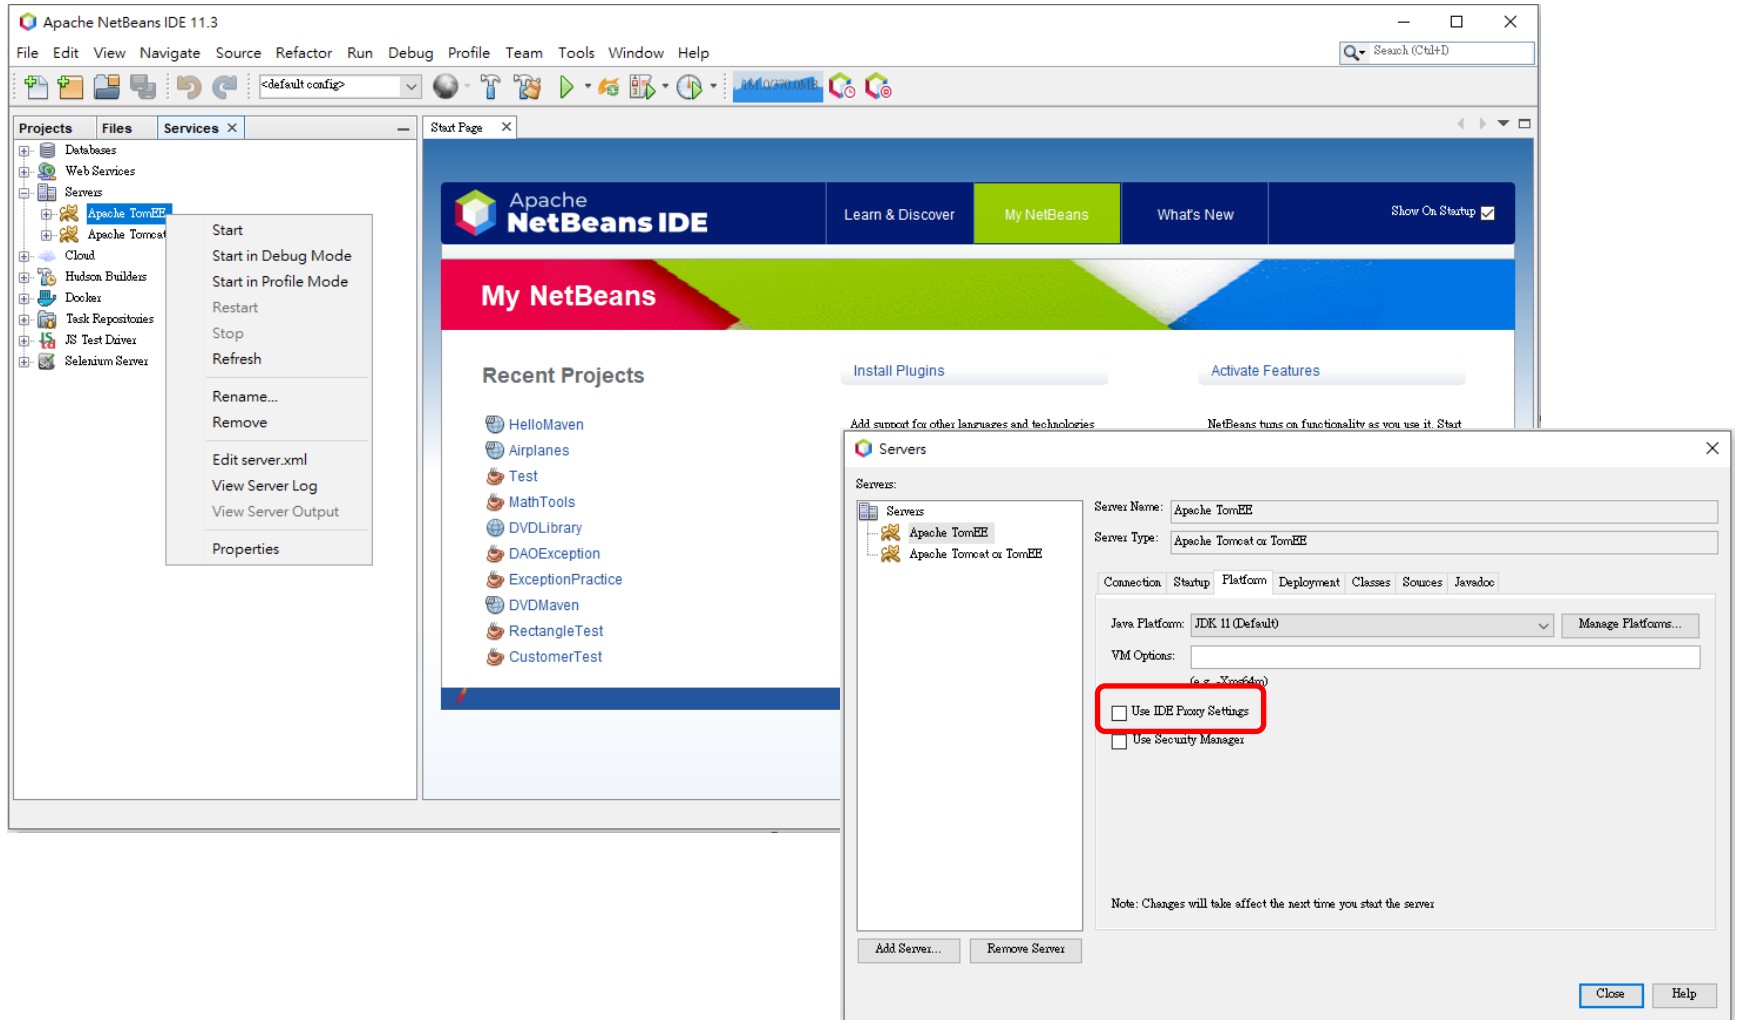 Apache NetBeans IDE 11.3
File Edit View Navigate Source Refactor Run Debug Profile Team Tools Window Help
Search (Ctrl+I)
<default config>
Projects Files Services
Start Page
Databases
Web Services
Servers
Apache TomEE
Apache Tomcat
Cloud
Hudson Builders
Docker
Task Repositories
JS Test Driver
Selenium Server
Start
Start in Debug Mode
Start in Profile Mode
Restart
Stop
Refresh
Rename...
Remove
Edit server.xml
View Server Log
View Server Output
Properties
Apache
NetBeans IDE
Learn & Discover
My NetBeans
What's New
Show On Startup
My NetBeans
Recent Projects
HelloMaven
Airplanes
Test
MathTools
DVDLibrary
DAOException
ExceptionPractice
DVDMaven
RectangleTest
CustomerTest
Install Plugins
Add support for other languages and technologies
Activate Features
NetBeans turns on functionality as you use it. Start
Servers
Servers:
Servers
Apache TomEE
Apache Tomcat or TomEE
Add Server...
Remove Server
Server Name: Apache TomEE
Server Type: Apache Tomcat or TomEE
Connection Startup Platform Deployment Classes Sources Javadoc
Java Platform: JDK 11 (Default)
Manage Platforms...
VM Options:
(e.g. -Xms64m)
Use IDE Proxy Settings
Use Security Manager
Note: Changes will take affect the next time you start the server
Close
Help